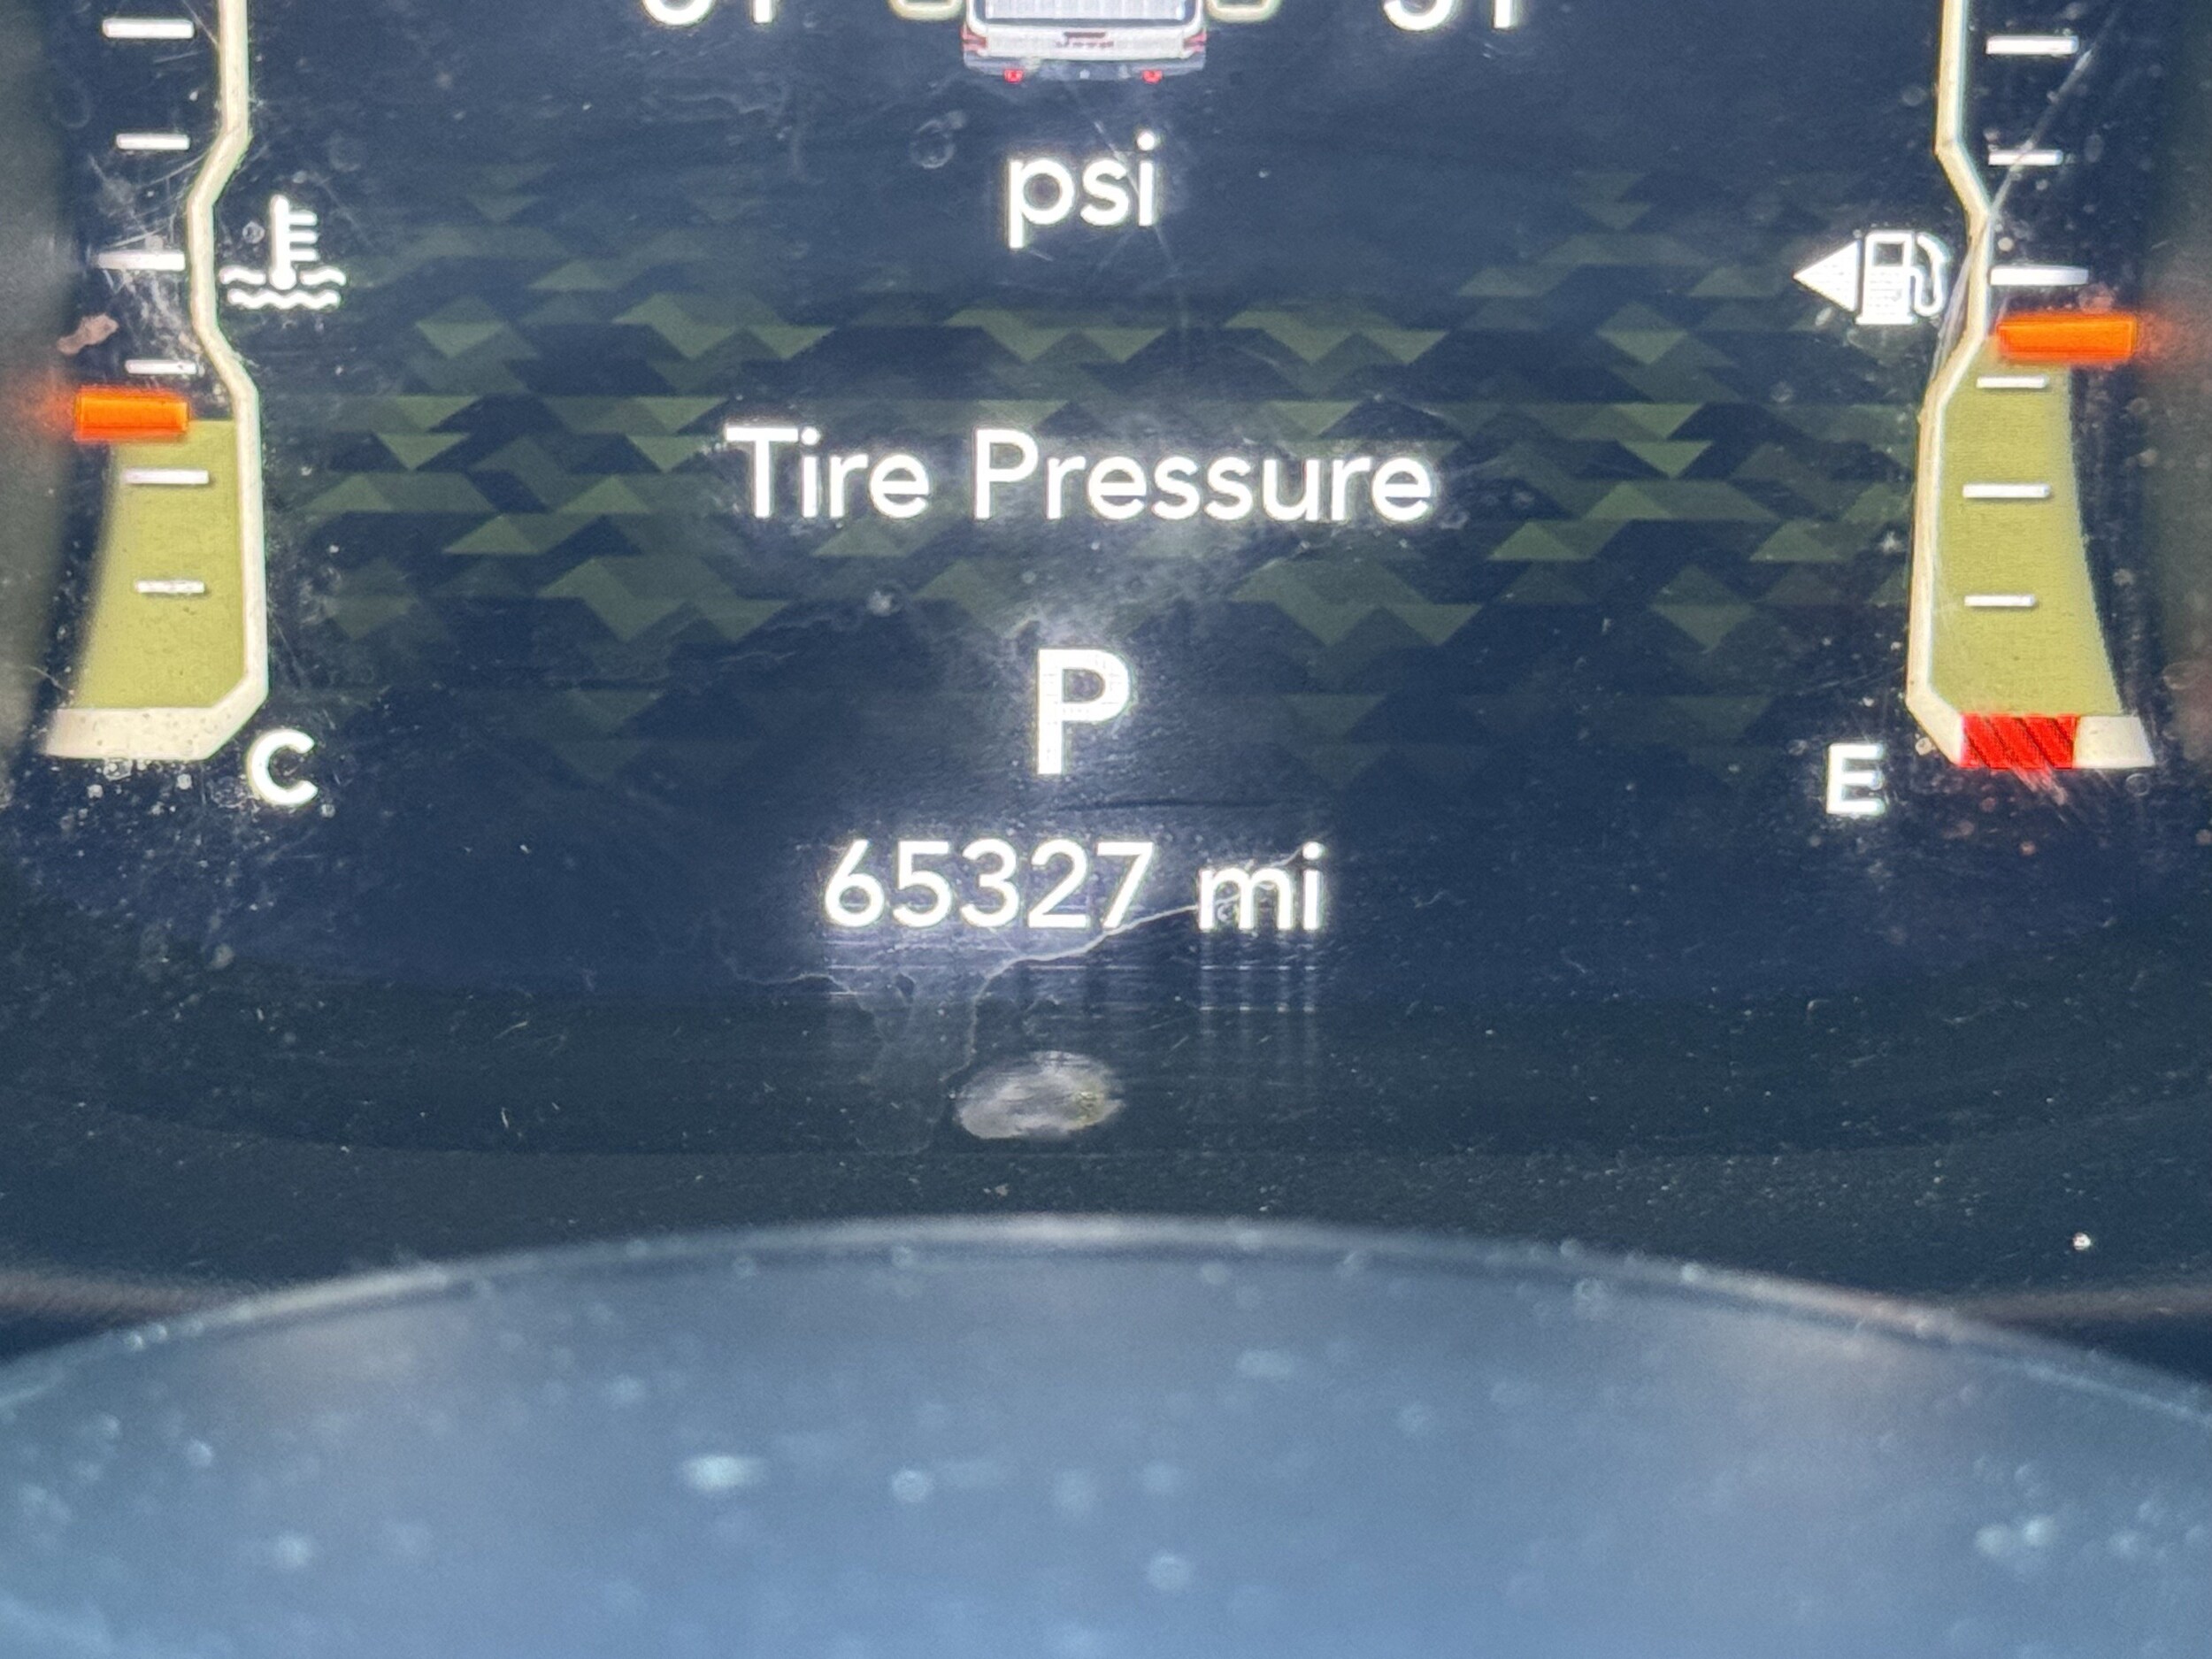 psi
Tire Pressure
P
C
E
65327 mi